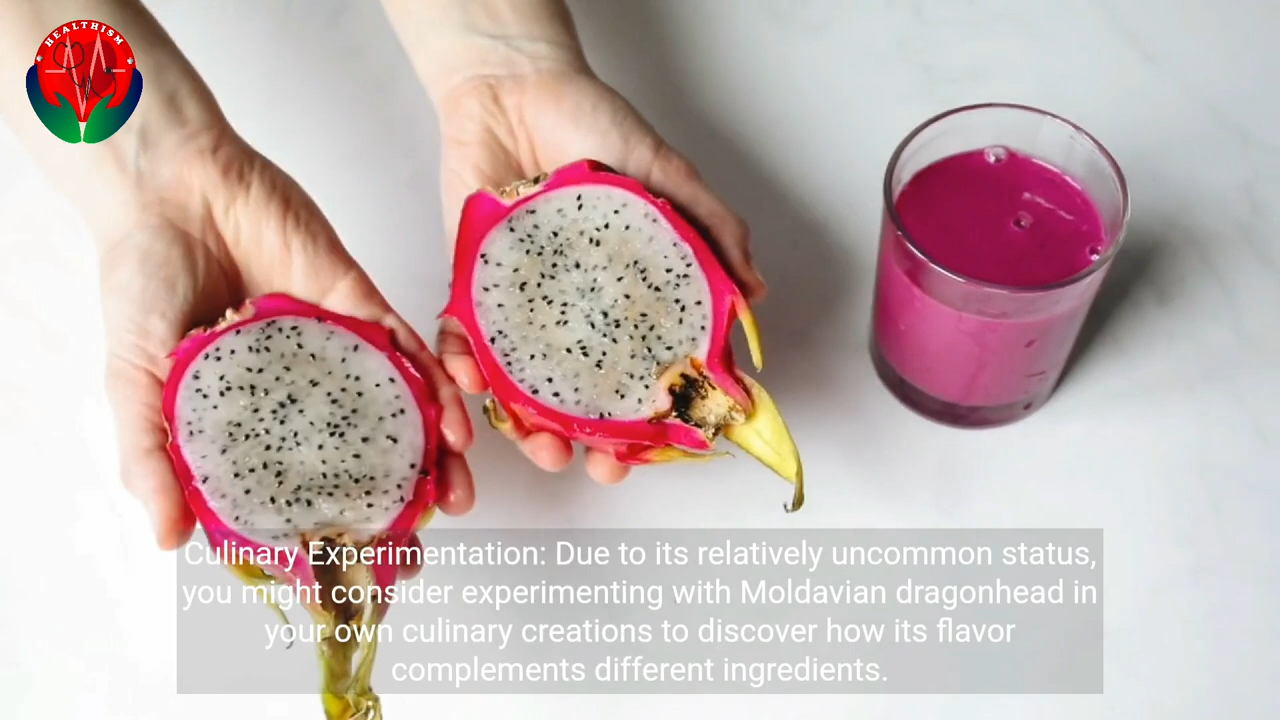 HEALTHISM
Culinary Experimentation: Due to its relatively uncommon status,
you might consider experimenting with Moldavian dragonhead in
your own culinary creations to discover how its flavor
complements different ingredients.